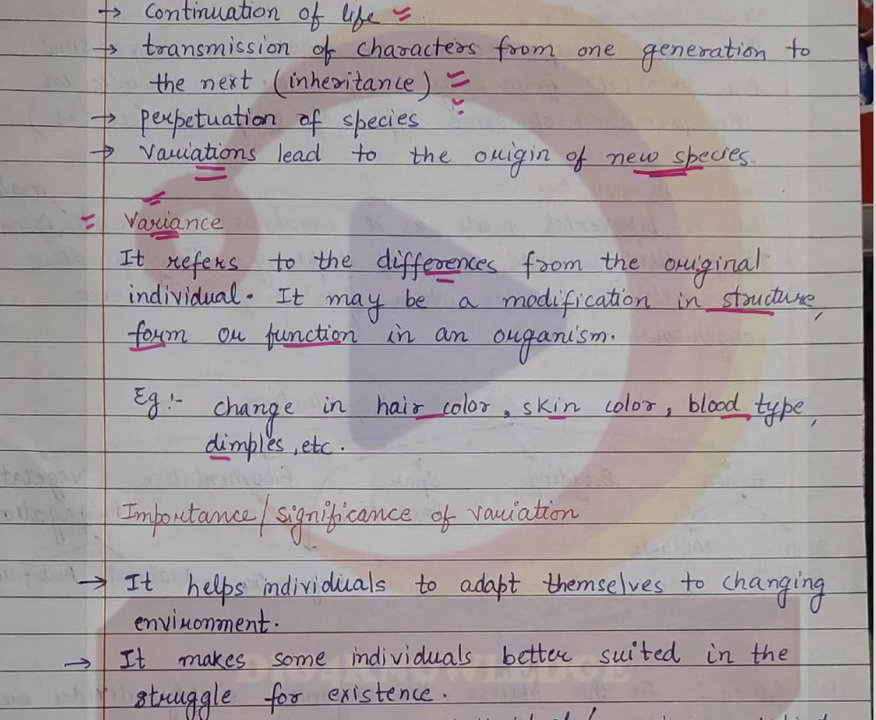 → continuation of life
→ transmission of characters from one generation to
the next (inheritance)
→ perpetuation of species
→ variations lead to the origin of new species.
Variance
It refers to the differences from the original
individual. It may be a modification in structure,
form or function in an organism.
Eg:- change in hair color, skin color, blood type,
dimples, etc.
Importance/significance of variation
→ It helps individuals to adapt themselves to changing
environment.
→ It makes some individuals better suited in the
struggle for existence.